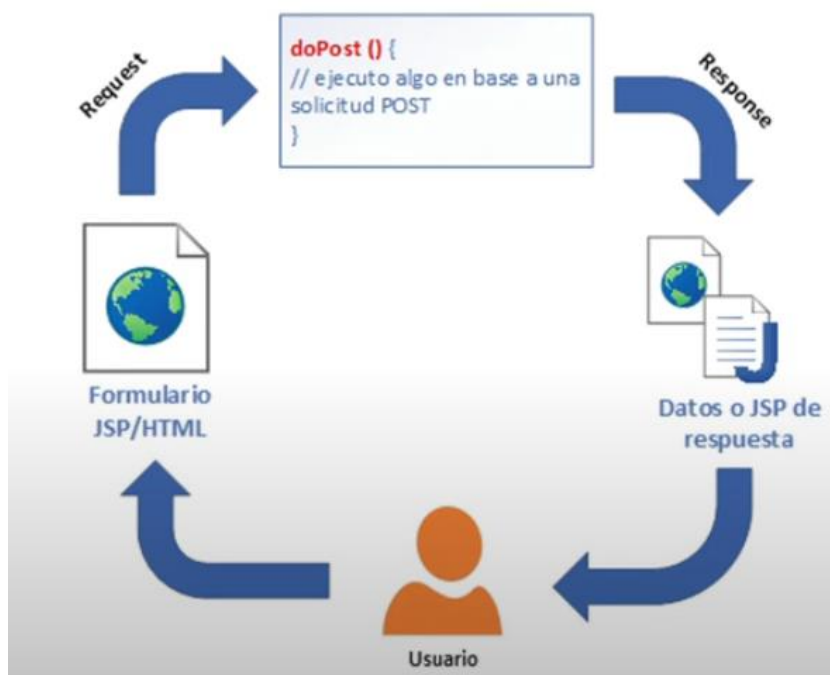 Request
doPost () {
// ejecuto algo en base a una
solicitud POST
}
Response
Formulario
JSP/HTML
Datos o JSP de
respuesta
Usuario